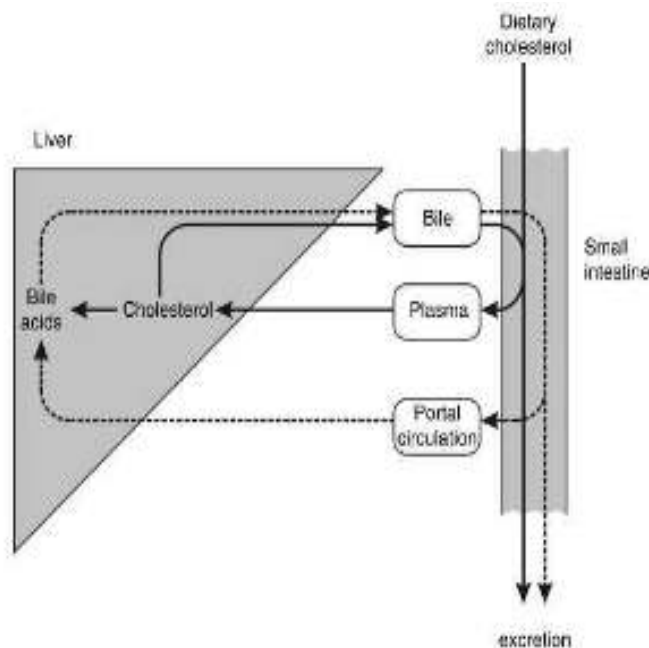 Dietary
cholesterol
Liver
Bile
Small
intestine
Bile
acids
Cholesterol
Plasma
Portal
circulation
excretion